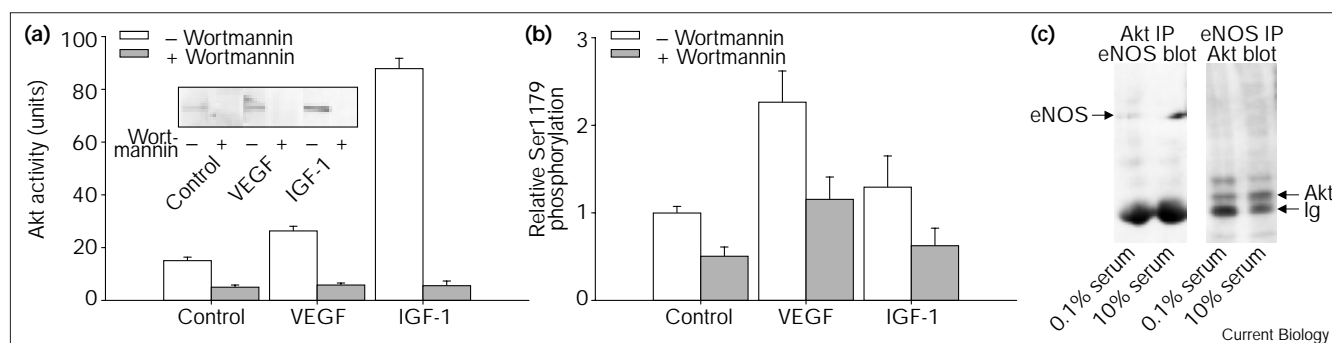 (a)
100
80
60
40
20
0
Akt activity (units)
– Wortmannin
+ Wortmannin
Wort-
mannin
– + – + – +
Control
VEGF
IGF-1
Control VEGF IGF-1
(b)
3
2
1
0
Relative Ser1179
phosphorylation
– Wortmannin
+ Wortmannin
Control VEGF IGF-1
(c)
Akt IP
eNOS blot
eNOS IP
Akt blot
eNOS
Akt
Ig
0.1% serum
10% serum
0.1% serum
10% serum
Current Biology